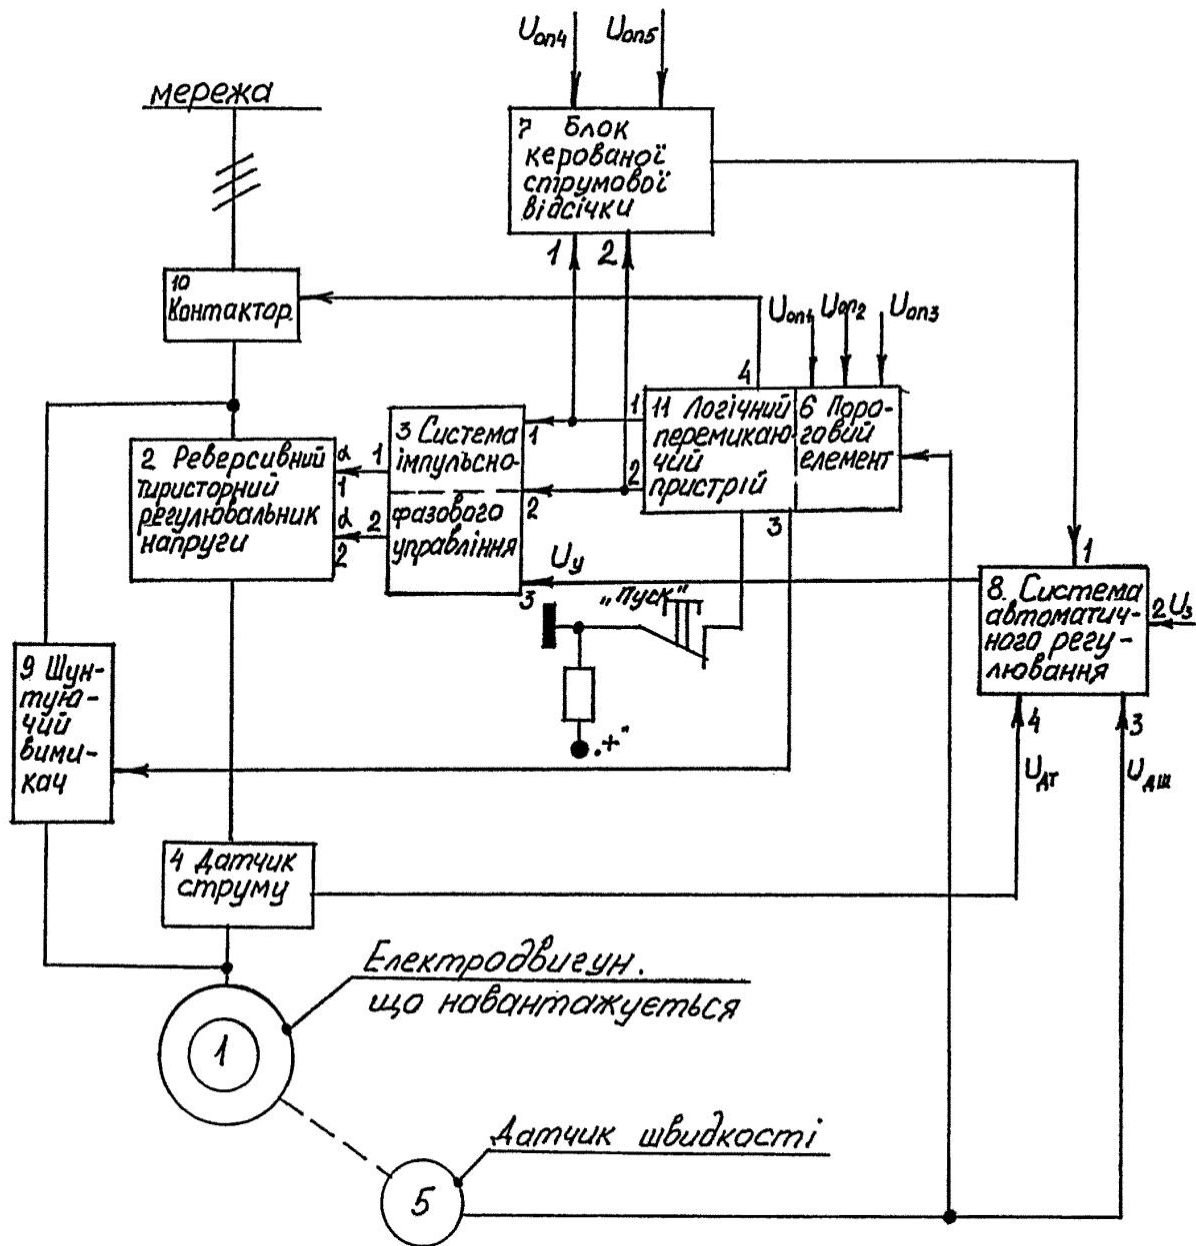 Uоп4 Uоп5
мережа
7 Блок
керованої
струмової
відсічки
1 2
10
Контактор
Uоп1 Uоп2 Uоп3
4
1
11 Логічний
перемикаю-
чий
пристрій
2
3
6 Поро-
говий
елемент
3 Система
імпульсно-
фазового
управління
1
2
3
1
2
2 Реверсивний
тиристорний
регулювальник
напруги
α
1
α
2
Uу
„Пуск"
„+"
1
8. Система
автоматич-
ного регу-
лювання
2 Uз
4
3
Uдт
Uдш
9 Шун-
тую-
чий
вими-
кач
4 Датчик
струму
Електродвигун.
що навантажується
1
Датчик швидкості
5